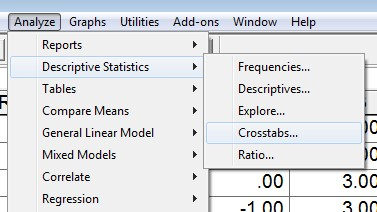 Analyze Graphs Utilities Add-ons Window Help
Reports
Descriptive Statistics
Tables
Compare Means
General Linear Model
Mixed Models
Correlate
Regression
Frequencies...
Descriptives...
Explore...
Crosstabs...
Ratio...
.00 3.00
-1.00 3.00